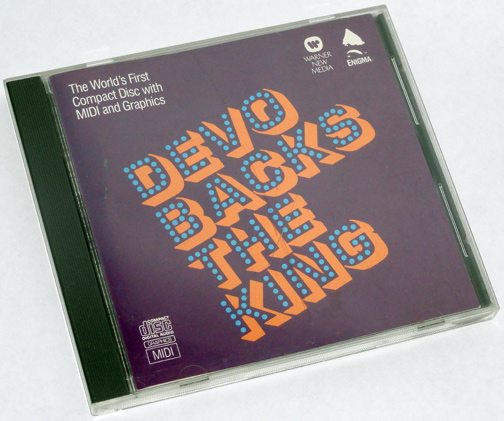 The World's First
Compact Disc with
MIDI and Graphics
WARNER
NEW
MEDIA
ENIGMA
DEVO
BACKS
THE
KING
COMPACT
disc
DIGITAL AUDIO
GRAPHICS
MIDI